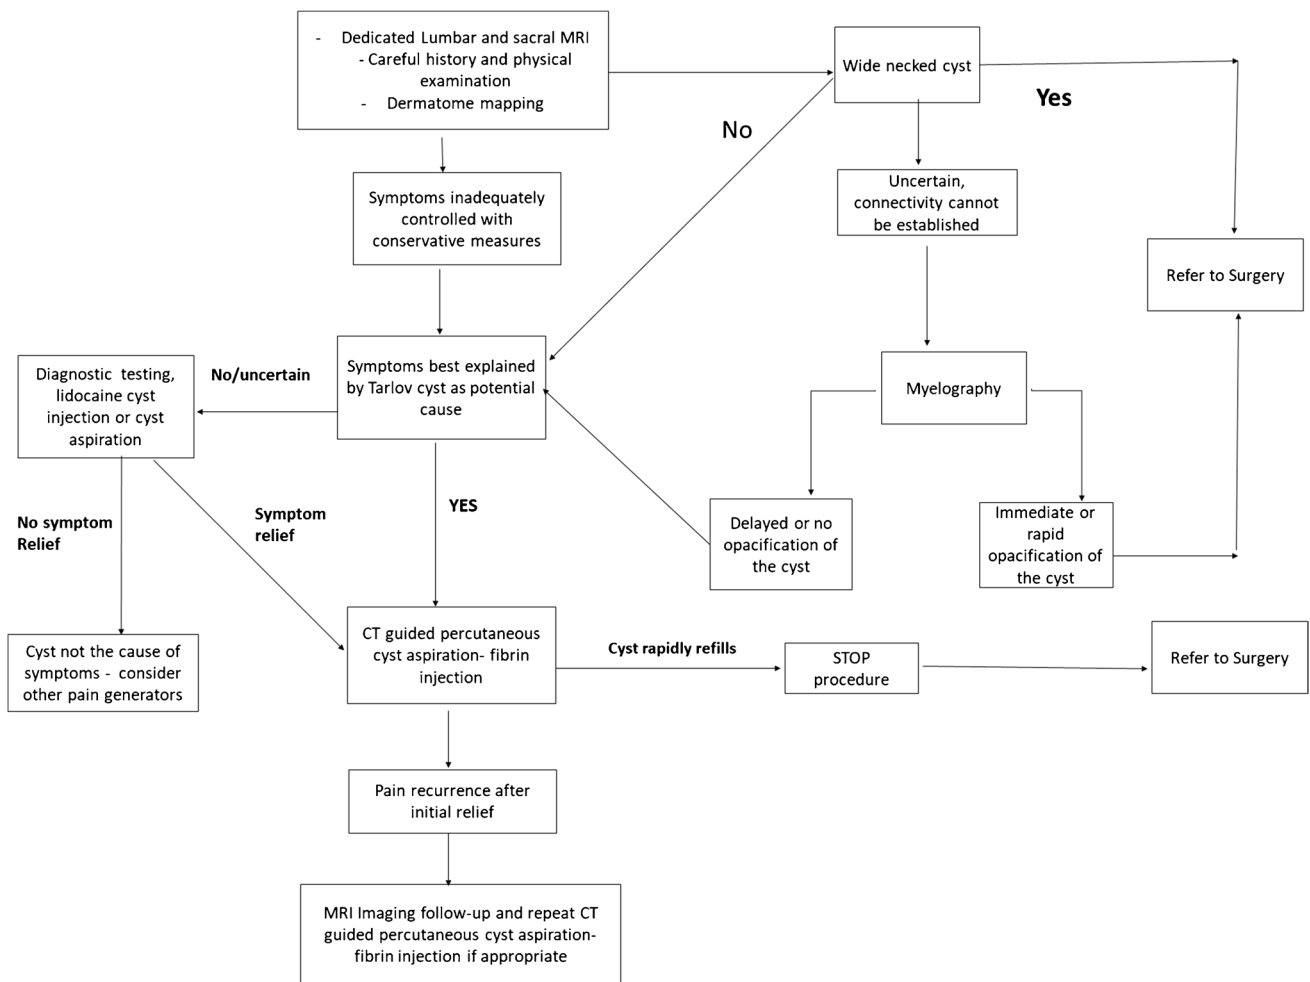 - Dedicated Lumbar and sacral MRI
- Careful history and physical
examination
- Dermatome mapping
Wide necked cyst
Yes
No
Symptoms inadequately
controlled with
conservative measures
Uncertain,
connectivity cannot
be established
Refer to Surgery
Symptoms best explained
by Tarlov cyst as potential
cause
No/uncertain
Diagnostic testing,
lidocaine cyst
injection or cyst
aspiration
Myelography
YES
Symptom
relief
No symptom
Relief
Delayed or no
opacification of
the cyst
Immediate or
rapid
opacification of
the cyst
CT guided percutaneous
cyst aspiration- fibrin
injection
Cyst rapidly refills
STOP
procedure
Refer to Surgery
Cyst not the cause of
symptoms - consider
other pain generators
Pain recurrence after
initial relief
MRI Imaging follow-up and repeat CT
guided percutaneous cyst aspiration-
fibrin injection if appropriate